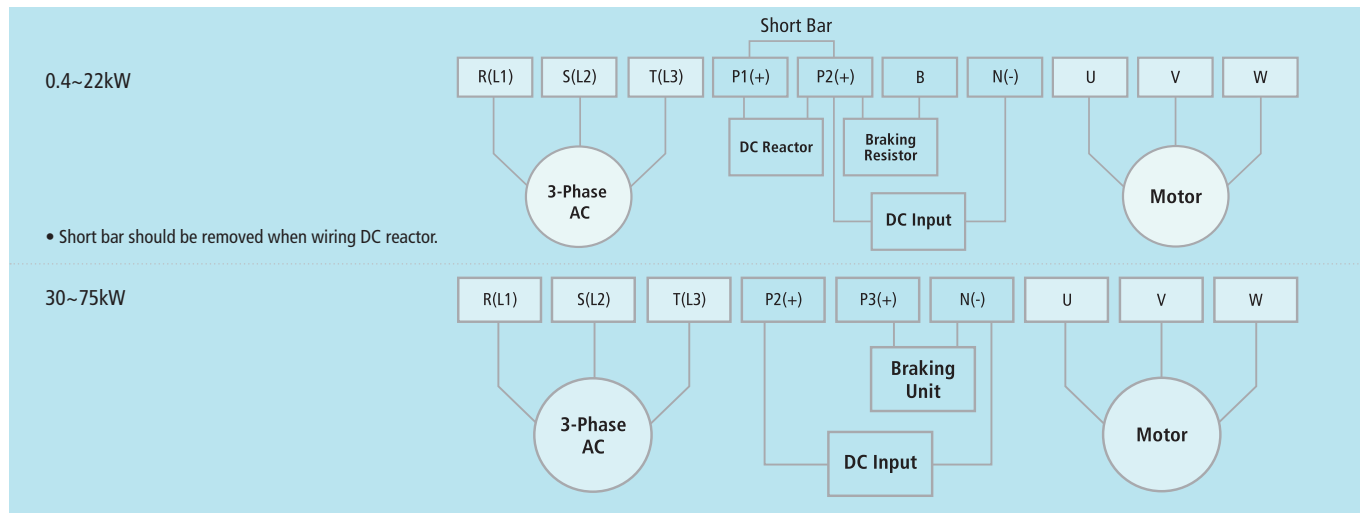 Short Bar
0.4~22kW
R(L1) S(L2) T(L3) P1(+) P2(+) B N(-) U V W
DC Reactor
Braking
Resistor
3-Phase
AC
DC Input
Motor
• Short bar should be removed when wiring DC reactor.
30~75kW
R(L1) S(L2) T(L3) P2(+) P3(+) N(-) U V W
Braking
Unit
3-Phase
AC
DC Input
Motor